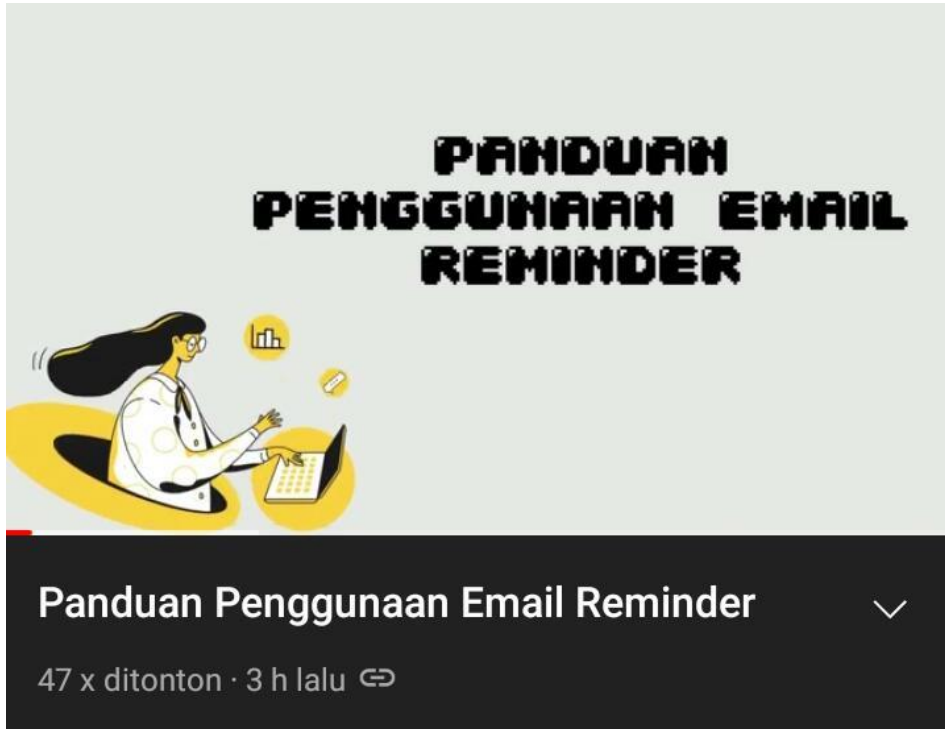 PANDUAN
PENGGUNAAN EMAIL
REMINDER
Panduan Penggunaan Email Reminder
47 x ditonton · 3 h lalu